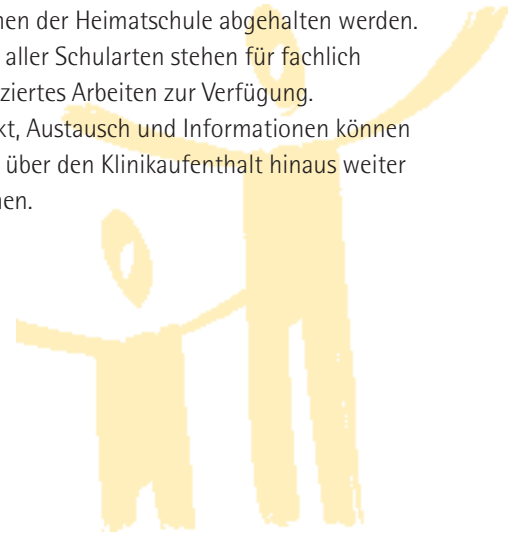 nen der Heimatschule abgehalten werden.
aller Schularten stehen für fachlich
ziertes Arbeiten zur Verfügung.
kt, Austausch und Informationen können
über den Klinikaufenthalt hinaus weiter
nen.